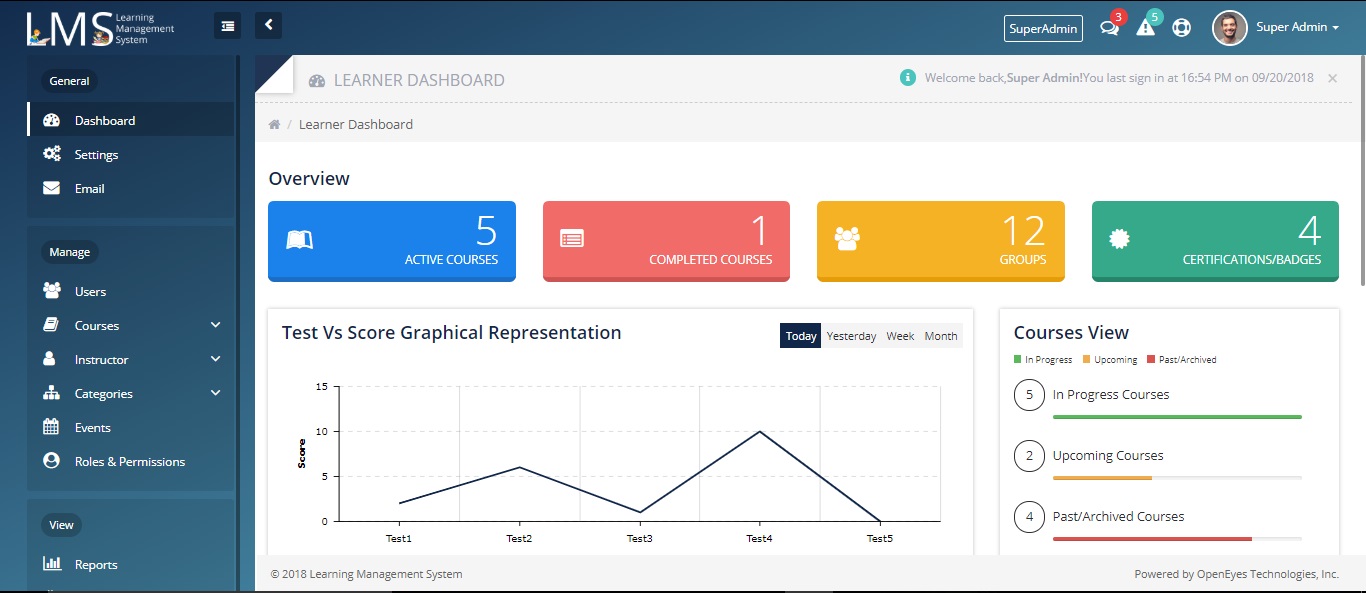 LMS Learning
Management
System
SuperAdmin
3
5
Super Admin
General
Dashboard
Settings
Email
Manage
Users
Courses
Instructor
Categories
Events
Roles & Permissions
View
Reports
LEARNER DASHBOARD
Welcome back,Super Admin!You last sign in at 16:54 PM on 09/20/2018 ×
/ Learner Dashboard
Overview
5
ACTIVE COURSES
1
COMPLETED COURSES
12
GROUPS
4
CERTIFICATIONS/BADGES
Test Vs Score Graphical Representation
Today Yesterday Week Month
Score
15
10
5
0
Test1 Test2 Test3 Test4 Test5
Courses View
In Progress Upcoming Past/Archived
5 In Progress Courses
2 Upcoming Courses
4 Past/Archived Courses
© 2018 Learning Management System
Powered by OpenEyes Technologies, Inc.